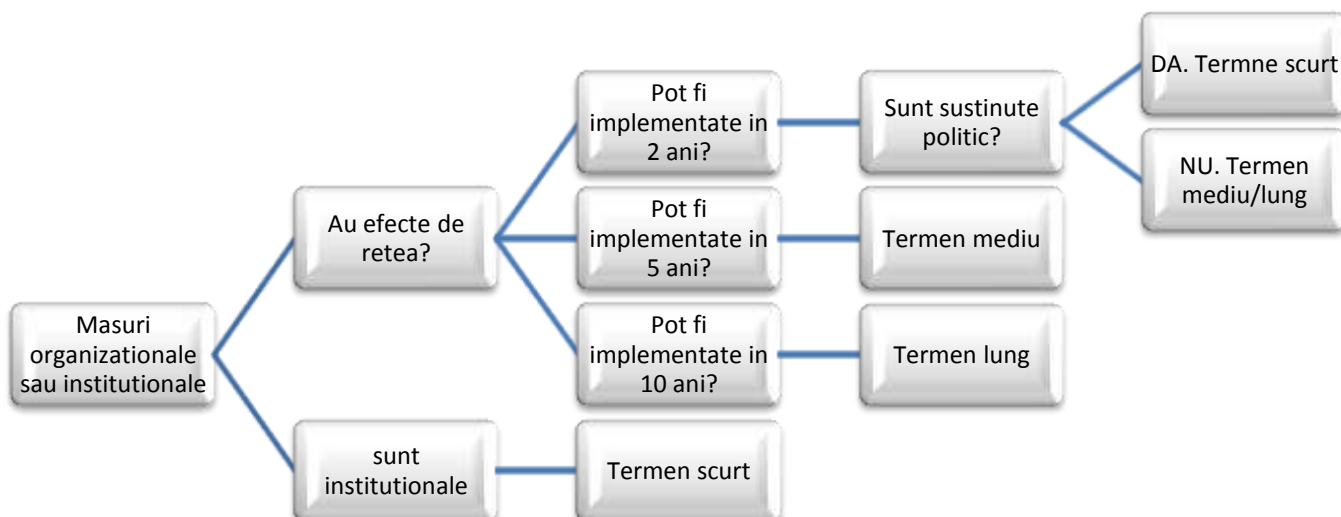 Masuri
organizationale
sau institutionale
Au efecte de
retea?
Pot fi
implementate in
2 ani?
Sunt sustinute
politic?
DA. Termne scurt
NU. Termen
mediu/lung
Pot fi
implementate in
5 ani?
Termen mediu
Pot fi
implementate in
10 ani?
Termen lung
sunt
institutionale
Termen scurt